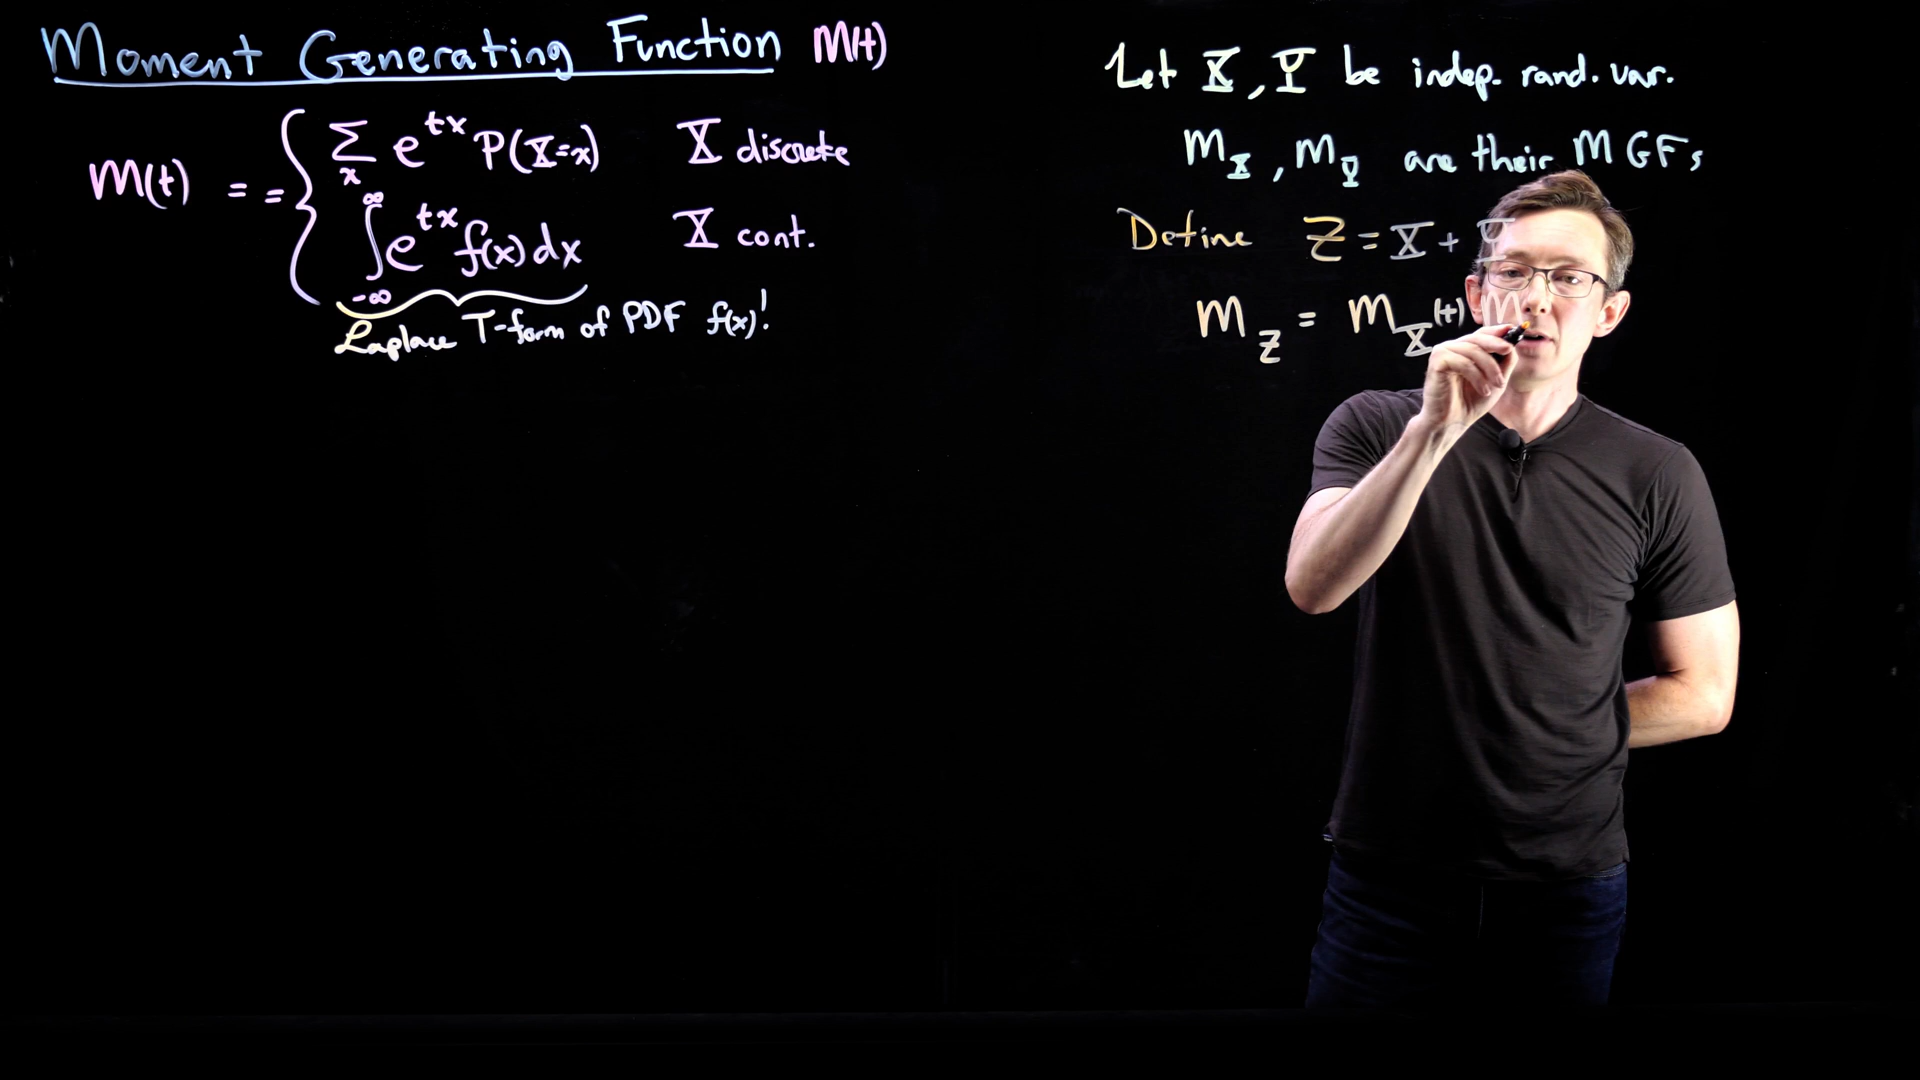 Moment Generating Function M(t)
M(t) = = { Σ_x e^{tx} P(X=x) X discrete
∫_{-∞}^{∞} e^{tx} f(x) dx X cont.
Laplace T-form of PDF f(x)!
Let X, Y be indep. rand. var.
M_X, M_Y are their MGFs
Define Z = X + Y
M_Z = M_X(t) M